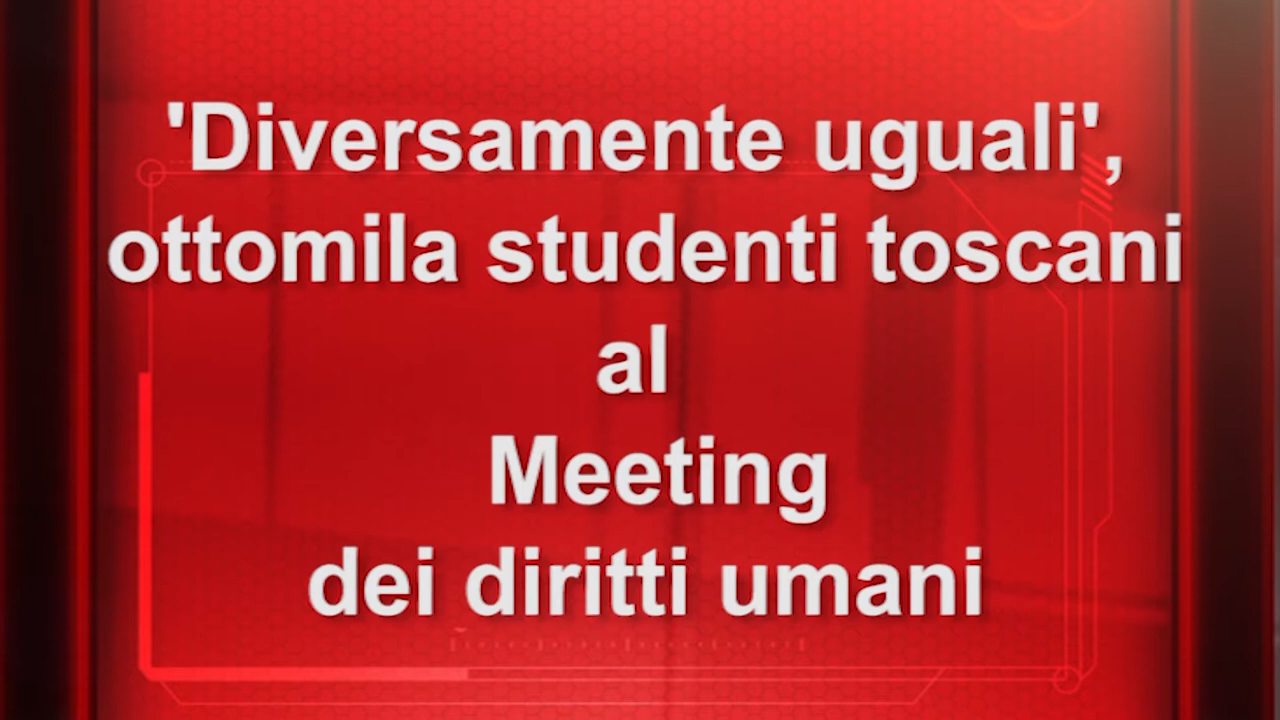 'Diversamente uguali',
ottomila studenti toscani
al
Meeting
dei diritti umani